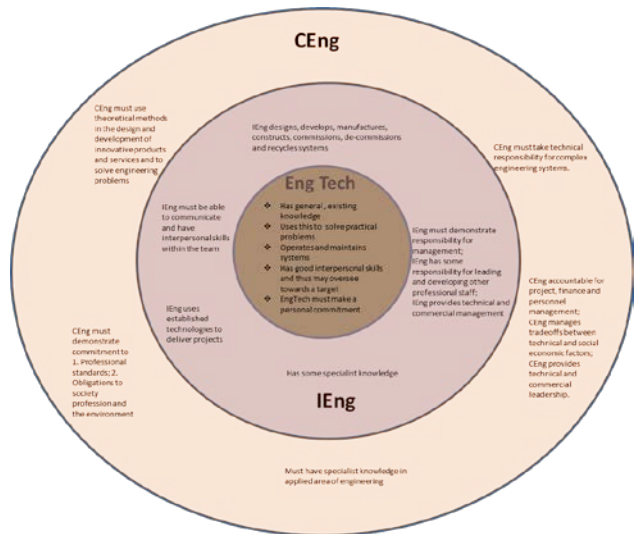 CEng
CEng must use
theoretical methods
in the design and
development of
innovative products
and services and to
solve engineering
problems
IEng designs, develops, manufactures,
constructs, commissions, de-commissions
and recycles systems
CEng must take technical
responsibility for complex
engineering systems.
Eng Tech
❖ Has general, existing
knowledge
❖ Uses this to solve practical
problems
❖ Operates and maintains
systems
❖ Has good interpersonal skills
and thus may oversee
towards a target
❖ EngTech must make a
personal commitment
IEng must be able
to communicate
and have
interpersonal skills
within the team
IEng must demonstrate
responsibility for
management;
IEng has some
responsibility for leading
and developing other
professional staff;
IEng provides technical and
commercial management
IEng uses
established
technologies to
deliver projects
CEng accountable for
project, finance and
personnel
management;
CEng manages
tradeoffs between
technical and social
economic factors;
CEng provides
technical and
commercial
leadership.
CEng must
demonstrate
commitment to
1. Professional
standards; 2.
Obligations to
society
profession and
the environment
Has some specialist knowledge
IEng
Must have specialist knowledge in
applied area of engineering